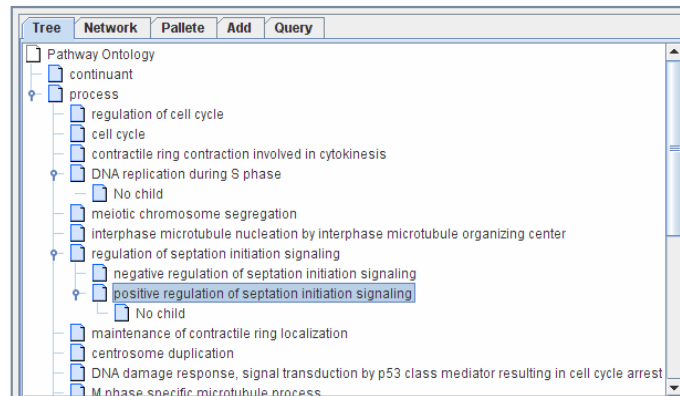 Tree Network Pallete Add Query
Pathway Ontology
continuant
process
regulation of cell cycle
cell cycle
contractile ring contraction involved in cytokinesis
DNA replication during S phase
No child
meiotic chromosome segregation
interphase microtubule nucleation by interphase microtubule organizing center
regulation of septation initiation signaling
negative regulation of septation initiation signaling
positive regulation of septation initiation signaling
No child
maintenance of contractile ring localization
centrosome duplication
DNA damage response, signal transduction by p53 class mediator resulting in cell cycle arrest
M phase specific microtubule process